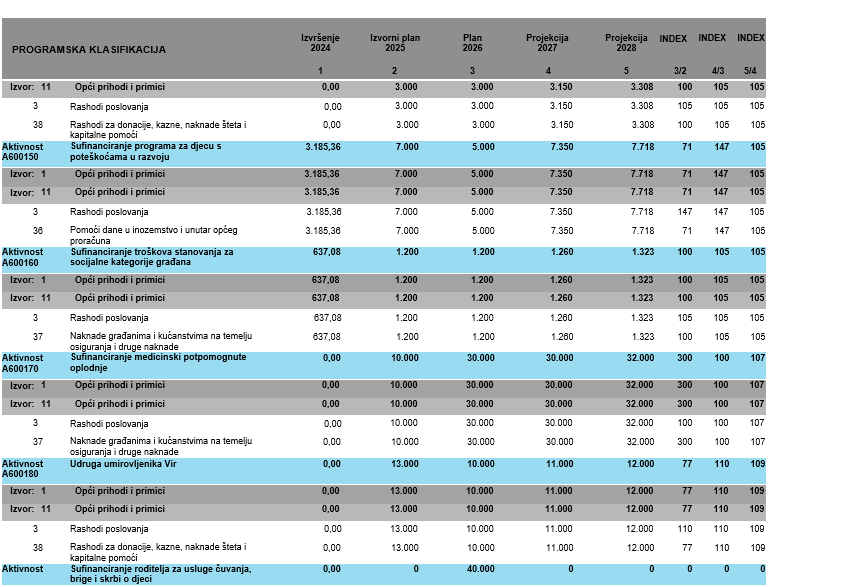 PROGRAMSKA KLASIFIKACIJA Izvršenje 2024 Izvorni plan 2025 Plan 2026 Projekcija 2027 Projekcija 2028 INDEX INDEX INDEX
1 2 3 4 5 3/2 4/3 5/4
Izvor: 11 Opći prihodi i primici 0,00 3.000 3.000 3.150 3.308 100 105 105
3 Rashodi poslovanja 0,00 3.000 3.000 3.150 3.308 105 105 105
38 Rashodi za donacije, kazne, naknade šteta i 0,00 3.000 3.000 3.150 3.308 100 105 105
kapitalne pomoći
Aktivnost Sufinanciranje programa za djecu s 3.185,36 7.000 5.000 7.350 7.718 71 147 105
A600150 poteškoćama u razvoju
Izvor: 1 Opći prihodi i primici 3.185,36 7.000 5.000 7.350 7.718 71 147 105
Izvor: 11 Opći prihodi i primici 3.185,36 7.000 5.000 7.350 7.718 71 147 105
3 Rashodi poslovanja 3.185,36 7.000 5.000 7.350 7.718 147 147 105
36 Pomoći dane u inozemstvo i unutar općeg 3.185,36 7.000 5.000 7.350 7.718 71 147 105
proračuna
Aktivnost Sufinanciranje troškova stanovanja za 637,08 1.200 1.200 1.260 1.323 100 105 105
A600160 socijalne kategorije građana
Izvor: 1 Opći prihodi i primici 637,08 1.200 1.200 1.260 1.323 100 105 105
Izvor: 11 Opći prihodi i primici 637,08 1.200 1.200 1.260 1.323 100 105 105
3 Rashodi poslovanja 637,08 1.200 1.200 1.260 1.323 105 105 105
37 Naknade građanima i kućanstvima na temelju 637,08 1.200 1.200 1.260 1.323 100 105 105
osiguranja i druge naknade
Aktivnost Sufinanciranje medicinski potpomognute 0,00 10.000 30.000 30.000 32.000 300 100 107
A600170 oplodnje
Izvor: 1 Opći prihodi i primici 0,00 10.000 30.000 30.000 32.000 300 100 107
Izvor: 11 Opći prihodi i primici 0,00 10.000 30.000 30.000 32.000 300 100 107
3 Rashodi poslovanja 0,00 10.000 30.000 30.000 32.000 100 100 107
37 Naknade građanima i kućanstvima na temelju 0,00 10.000 30.000 30.000 32.000 300 100 107
osiguranja i druge naknade
Aktivnost Udruga umirovljenika Vir 0,00 13.000 10.000 11.000 12.000 77 110 109
A600180
Izvor: 1 Opći prihodi i primici 0,00 13.000 10.000 11.000 12.000 77 110 109
Izvor: 11 Opći prihodi i primici 0,00 13.000 10.000 11.000 12.000 77 110 109
3 Rashodi poslovanja 0,00 13.000 10.000 11.000 12.000 110 110 109
38 Rashodi za donacije, kazne, naknade šteta i 0,00 13.000 10.000 11.000 12.000 77 110 109
kapitalne pomoći
Aktivnost Sufinanciranje roditelja za usluge čuvanja, 0,00 0 40.000 0 0 0 0 0
brige i skrbi o djeci